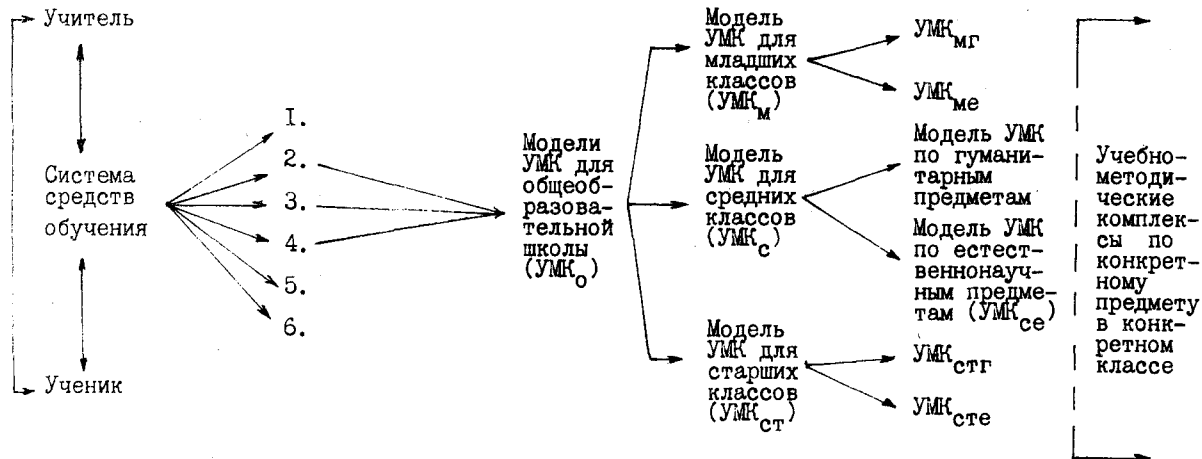 Учитель
Система
средств
обучения
Ученик
I.
2.
3.
4.
5.
6.
Модели
УМК для
общеоб-
разова-
тельной
школы
(УМКо)
Модель
УМК для
младших
классов
(УМКм)
Модель
УМК для
средних
классов
(УМКс)
Модель
УМК для
старших
классов
(УМКст)
УМКмг
УМКме
Модель УМК
по гумани-
тарным
предметам
Модель УМК
по естест-
веннонауч-
ным предме-
там (УМКсе)
УМКстг
УМКсте
Учебно-
методи-
ческие
комплек-
сы по
конкрет-
ному
предмету
в конк-
ретном
классе